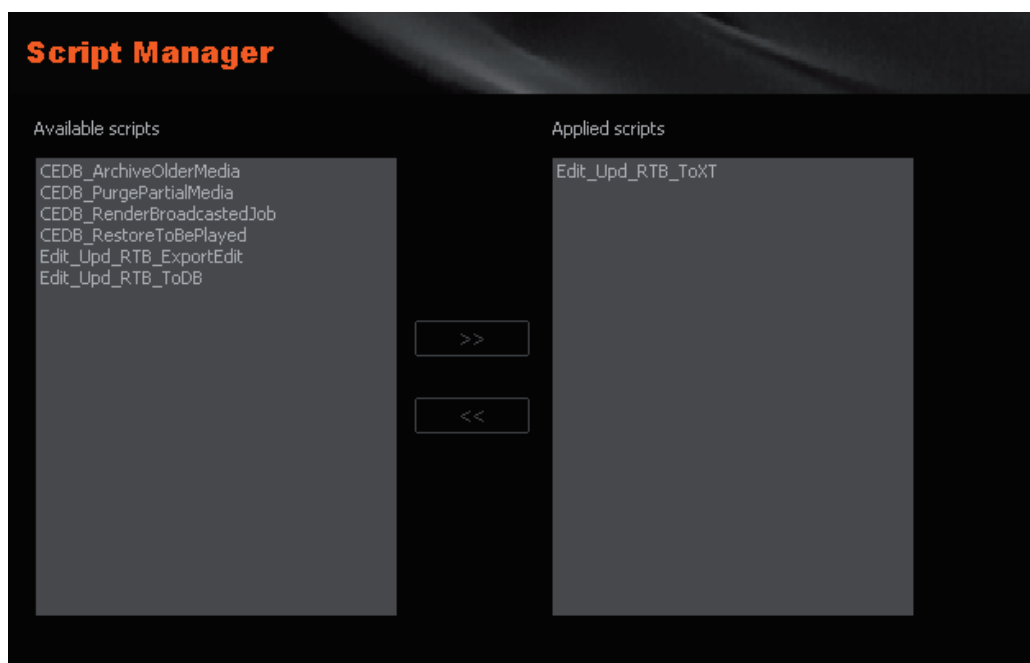 Script Manager
Available scripts
CEDB_ArchiveOlderMedia
CEDB_PurgePartialMedia
CEDB_RenderBroadcastedJob
CEDB_RestoreToBePlayed
Edit_Upd_RTB_ExportEdit
Edit_Upd_RTB_ToDB
>>
<<
Applied scripts
Edit_Upd_RTB_ToXT